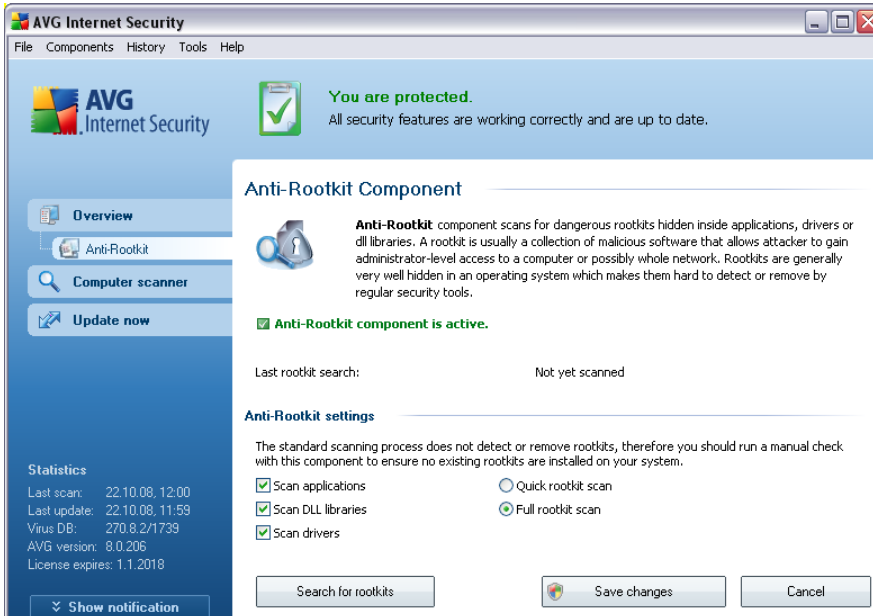 AVG Internet Security
File Components History Tools Help
AVG
Internet Security
You are protected.
All security features are working correctly and are up to date.
Overview
Anti-Rootkit
Computer scanner
Update now
Anti-Rootkit Component
Anti-Rootkit component scans for dangerous rootkits hidden inside applications, drivers or
dll libraries. A rootkit is usually a collection of malicious software that allows attacker to gain
administrator-level access to a computer or possibly whole network. Rootkits are generally
very well hidden in an operating system which makes them hard to detect or remove by
regular security tools.
Anti-Rootkit component is active.
Last rootkit search: Not yet scanned
Anti-Rootkit settings
The standard scanning process does not detect or remove rootkits, therefore you should run a manual check
with this component to ensure no existing rootkits are installed on your system.
Scan applications
Quick rootkit scan
Scan DLL libraries
Full rootkit scan
Scan drivers
Search for rootkits
Save changes
Cancel
Statistics
Last scan: 22.10.08, 12:00
Last update: 22.10.08, 11:59
Virus DB: 270.8.2/1739
AVG version: 8.0.206
License expires: 1.1.2018
Show notification